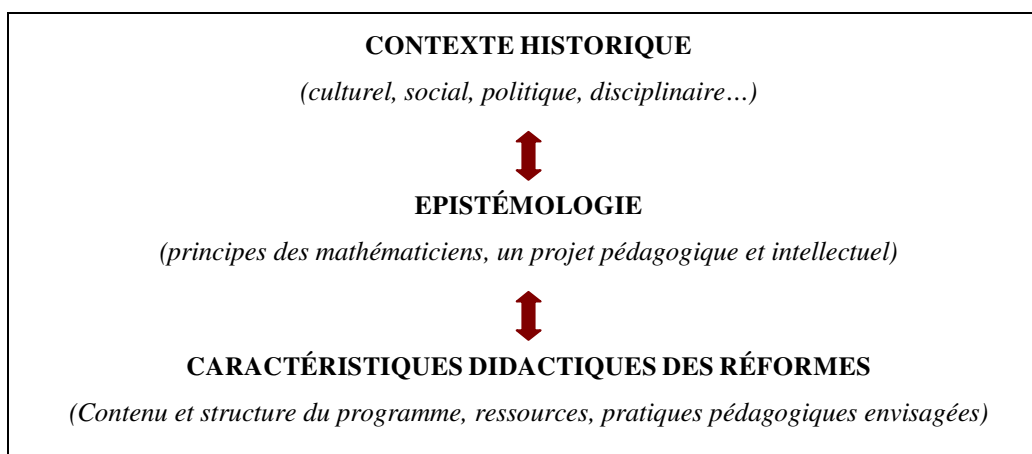 CONTEXTE HISTORIQUE
(culturel, social, politique, disciplinaire…)
EPISTÉMOLOGIE
(principes des mathématiciens, un projet pédagogique et intellectuel)
CARACTÉRISTIQUES DIDACTIQUES DES RÉFORMES
(Contenu et structure du programme, ressources, pratiques pédagogiques envisagées)